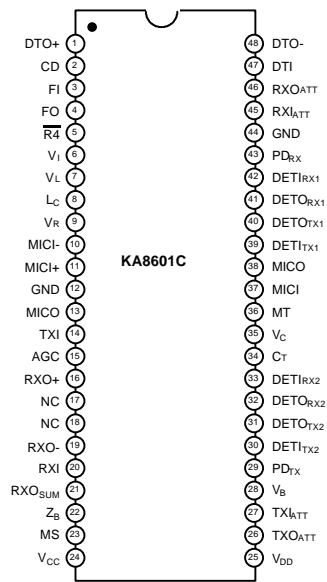 DTO+ 1 48 DTO-
CD 2 47 DTI
FI 3 46 RXOATT
FO 4 45 RXIATT
R4 5 44 GND
VI 6 43 PDRX
VL 7 42 DETIRX1
LC 8 41 DETORX1
VR 9 40 DETOTX1
MICI- 10 39 DETITX1
MICI+ 11 38 MICO
KA8601C
GND 12 37 MICI
MICO 13 36 MT
TXI 14 35 VC
AGC 15 34 CT
RXO+ 16 33 DETIRX2
NC 17 32 DETORX2
NC 18 31 DETOTX2
RXO- 19 30 DETITX2
RXI 20 29 PDTX
RXOSUM 21 28 VB
ZB 22 27 TXIATT
MS 23 26 TXOATT
VCC 24 25 VDD